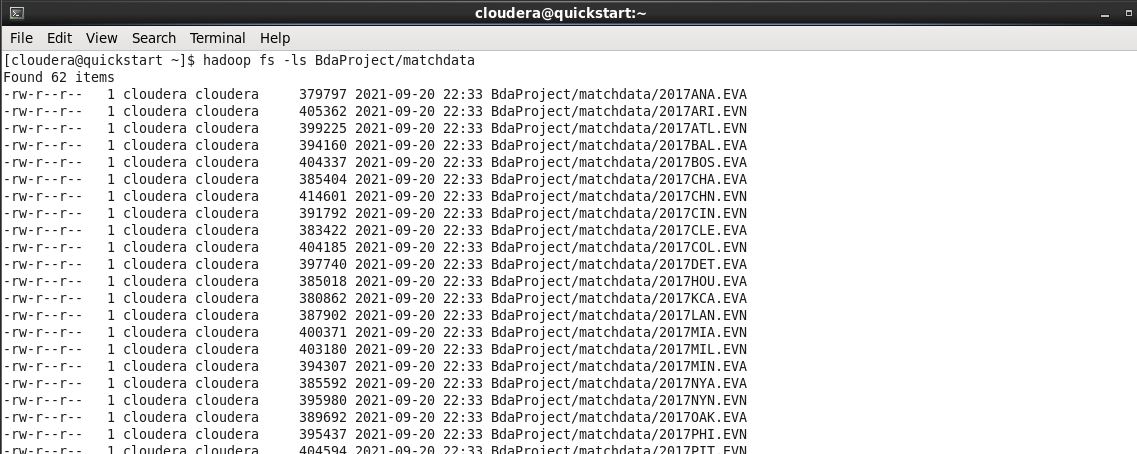 cloudera@quickstart:~
File Edit View Search Terminal Help
[cloudera@quickstart ~]$ hadoop fs -ls BdaProject/matchdata
Found 62 items
-rw-r--r--   1 cloudera cloudera     379797 2021-09-20 22:33 BdaProject/matchdata/2017ANA.EVA
-rw-r--r--   1 cloudera cloudera     405362 2021-09-20 22:33 BdaProject/matchdata/2017ARI.EVN
-rw-r--r--   1 cloudera cloudera     399225 2021-09-20 22:33 BdaProject/matchdata/2017ATL.EVN
-rw-r--r--   1 cloudera cloudera     394160 2021-09-20 22:33 BdaProject/matchdata/2017BAL.EVA
-rw-r--r--   1 cloudera cloudera     404337 2021-09-20 22:33 BdaProject/matchdata/2017BOS.EVA
-rw-r--r--   1 cloudera cloudera     385404 2021-09-20 22:33 BdaProject/matchdata/2017CHA.EVA
-rw-r--r--   1 cloudera cloudera     414601 2021-09-20 22:33 BdaProject/matchdata/2017CHN.EVN
-rw-r--r--   1 cloudera cloudera     391792 2021-09-20 22:33 BdaProject/matchdata/2017CIN.EVN
-rw-r--r--   1 cloudera cloudera     383422 2021-09-20 22:33 BdaProject/matchdata/2017CLE.EVA
-rw-r--r--   1 cloudera cloudera     404185 2021-09-20 22:33 BdaProject/matchdata/2017COL.EVN
-rw-r--r--   1 cloudera cloudera     397740 2021-09-20 22:33 BdaProject/matchdata/2017DET.EVA
-rw-r--r--   1 cloudera cloudera     385018 2021-09-20 22:33 BdaProject/matchdata/2017HOU.EVA
-rw-r--r--   1 cloudera cloudera     380862 2021-09-20 22:33 BdaProject/matchdata/2017KCA.EVA
-rw-r--r--   1 cloudera cloudera     387902 2021-09-20 22:33 BdaProject/matchdata/2017LAN.EVN
-rw-r--r--   1 cloudera cloudera     400371 2021-09-20 22:33 BdaProject/matchdata/2017MIA.EVN
-rw-r--r--   1 cloudera cloudera     403180 2021-09-20 22:33 BdaProject/matchdata/2017MIL.EVN
-rw-r--r--   1 cloudera cloudera     394307 2021-09-20 22:33 BdaProject/matchdata/2017MIN.EVA
-rw-r--r--   1 cloudera cloudera     385592 2021-09-20 22:33 BdaProject/matchdata/2017NYA.EVA
-rw-r--r--   1 cloudera cloudera     395980 2021-09-20 22:33 BdaProject/matchdata/2017NYN.EVN
-rw-r--r--   1 cloudera cloudera     389692 2021-09-20 22:33 BdaProject/matchdata/2017OAK.EVA
-rw-r--r--   1 cloudera cloudera     395437 2021-09-20 22:33 BdaProject/matchdata/2017PHI.EVN
-rw-r--r--   1 cloudera cloudera     404594 2021-09-20 22:33 BdaProject/matchdata/2017PIT.EVN